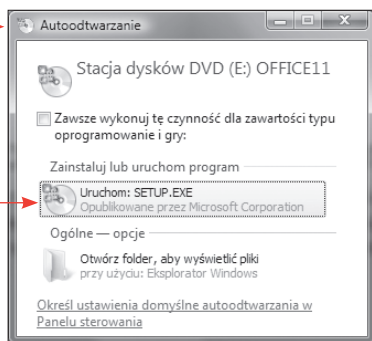 Autoodtwarzanie
Stacja dysków DVD (E:) OFFICE11
Zawsze wykonuj tę czynność dla zawartości typu
oprogramowanie i gry:
Zainstaluj lub uruchom program
Uruchom: SETUP.EXE
Opublikowane przez Microsoft Corporation
Ogólne — opcje
Otwórz folder, aby wyświetlić pliki
przy użyciu: Eksplorator Windows
Określ ustawienia domyślne autoodtwarzania w
Panelu sterowania